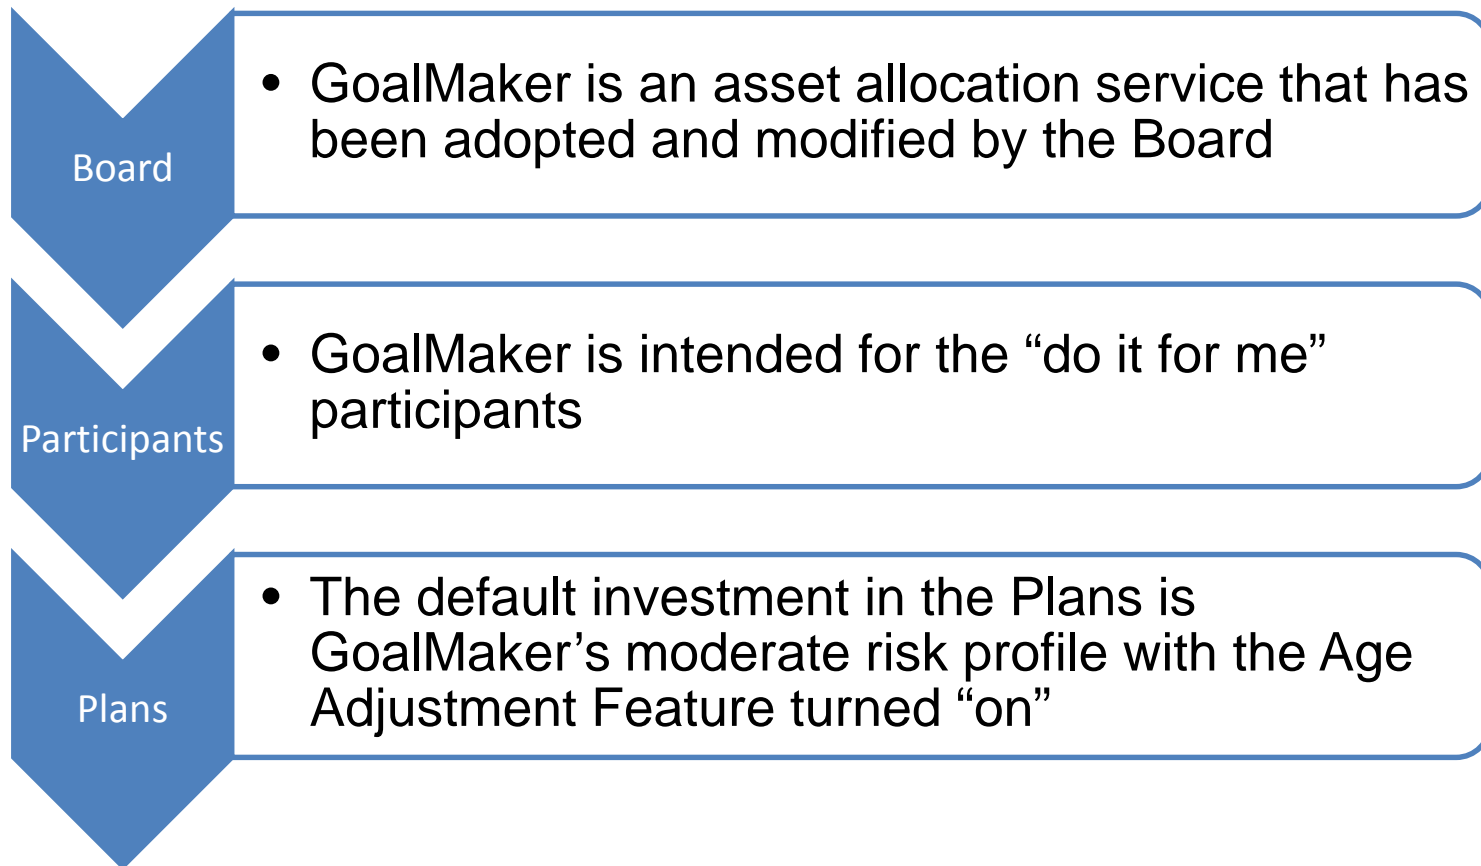 Board
• GoalMaker is an asset allocation service that has
been adopted and modified by the Board
Participants
• GoalMaker is intended for the “do it for me”
participants
Plans
• The default investment in the Plans is
GoalMaker’s moderate risk profile with the Age
Adjustment Feature turned “on”